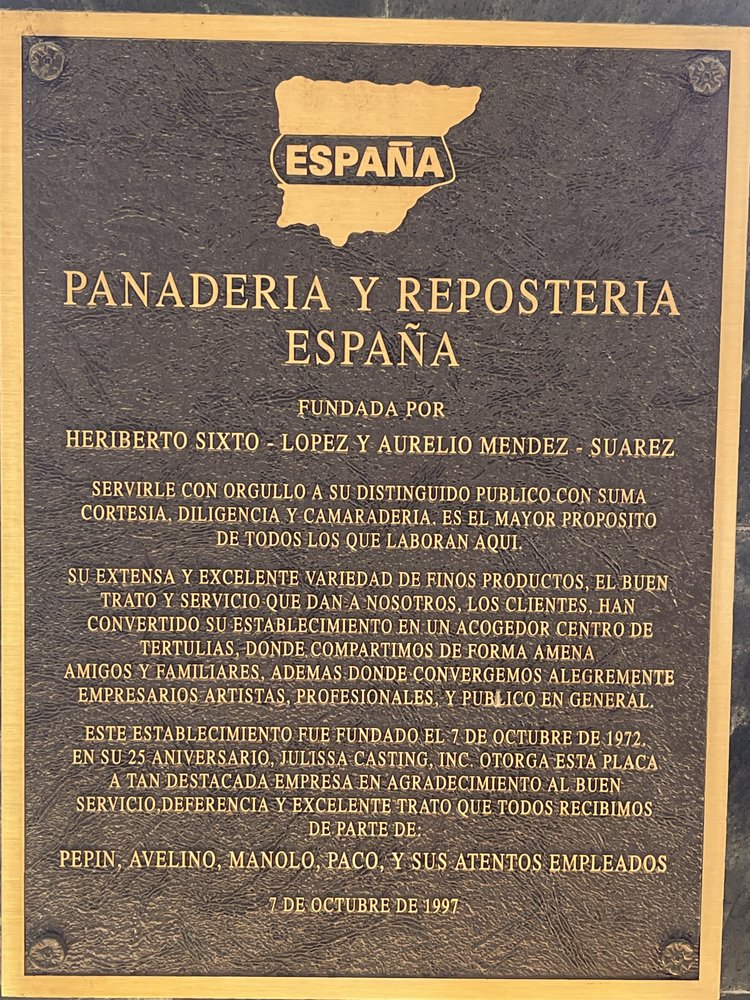 ESPAÑA
PANADERIA Y REPOSTERIA
ESPAÑA
FUNDADA POR
HERIBERTO SIXTO - LOPEZ Y AURELIO MENDEZ - SUAREZ
SERVIRLE CON ORGULLO A SU DISTINGUIDO PUBLICO CON SUMA
CORTESIA, DILIGENCIA Y CAMARADERIA. ES EL MAYOR PROPOSITO
DE TODOS LOS QUE LABORAN AQUI.
SU EXTENSA Y EXCELENTE VARIEDAD DE FINOS PRODUCTOS, EL BUEN
TRATO Y SERVICIO QUE DAN A NOSOTROS, LOS CLIENTES, HAN
CONVERTIDO SU ESTABLECIMIENTO EN UN ACOGEDOR CENTRO DE
TERTULIAS, DONDE COMPARTIMOS DE FORMA AMENA
AMIGOS Y FAMILIARES, ADEMAS DONDE CONVERGEMOS ALEGREMENTE
EMPRESARIOS ARTISTAS, PROFESIONALES, Y PUBLICO EN GENERAL.
ESTE ESTABLECIMIENTO FUE FUNDADO EL 7 DE OCTUBRE DE 1972.
EN SU 25 ANIVERSARIO, JULISSA CASTING, INC. OTORGA ESTA PLACA
A TAN DESTACADA EMPRESA EN AGRADECIMIENTO AL BUEN
SERVICIO,DEFERENCIA Y EXCELENTE TRATO QUE TODOS RECIBIMOS
DE PARTE DE:
PEPIN, AVELINO, MANOLO, PACO, Y SUS ATENTOS EMPLEADOS
7 DE OCTUBRE DE 1997